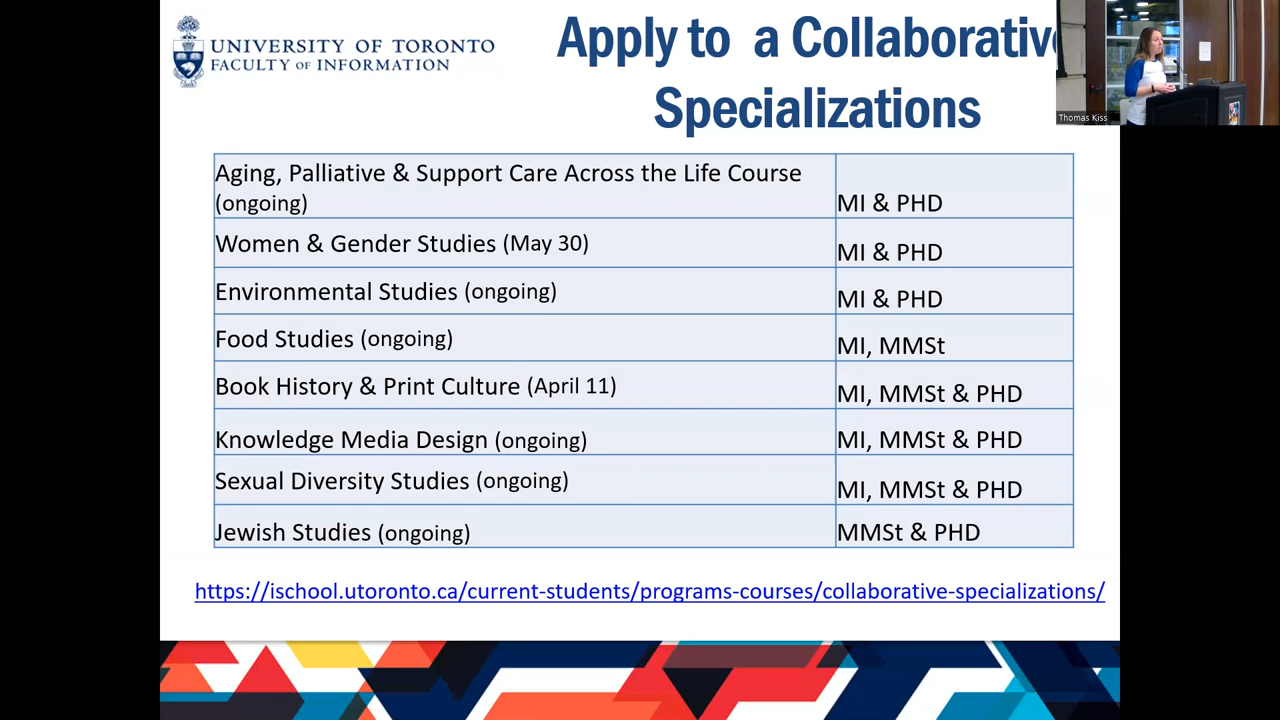 UNIVERSITY OF TORONTO
FACULTY OF INFORMATION
Apply to a Collaborative
Specializations
Thomas Kiss
Aging, Palliative & Support Care Across the Life Course
(ongoing)
MI & PHD
Women & Gender Studies (May 30)
MI & PHD
Environmental Studies (ongoing)
MI & PHD
Food Studies (ongoing)
MI, MMSt
Book History & Print Culture (April 11)
MI, MMSt & PHD
Knowledge Media Design (ongoing)
MI, MMSt & PHD
Sexual Diversity Studies (ongoing)
MI, MMSt & PHD
Jewish Studies (ongoing)
MMSt & PHD
https://ischool.utoronto.ca/current-students/programs-courses/collaborative-specializations/